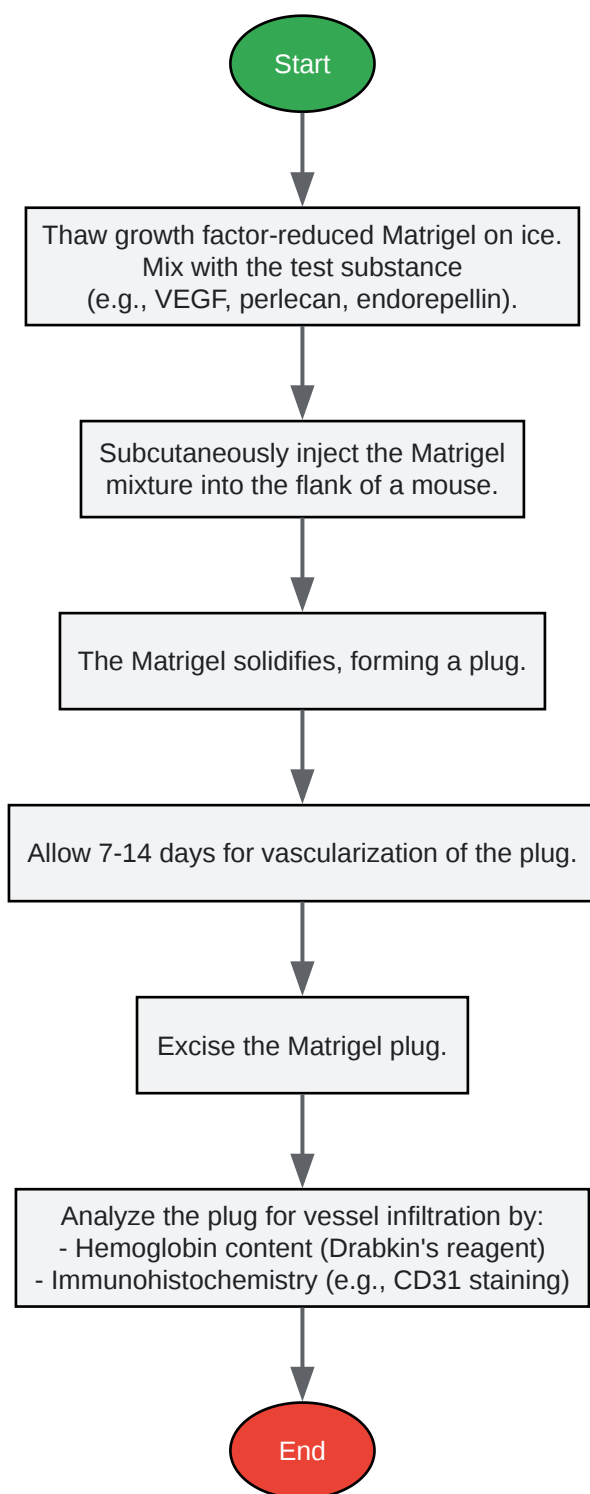 Start
Thaw growth factor-reduced Matrigel on ice.
Mix with the test substance
(e.g., VEGF, perlecan, endorepellin).
Subcutaneously inject the Matrigel
mixture into the flank of a mouse.
The Matrigel solidifies, forming a plug.
Allow 7-14 days for vascularization of the plug.
Excise the Matrigel plug.
Analyze the plug for vessel infiltration by:
- Hemoglobin content (Drabkin's reagent)
- Immunohistochemistry (e.g., CD31 staining)
End